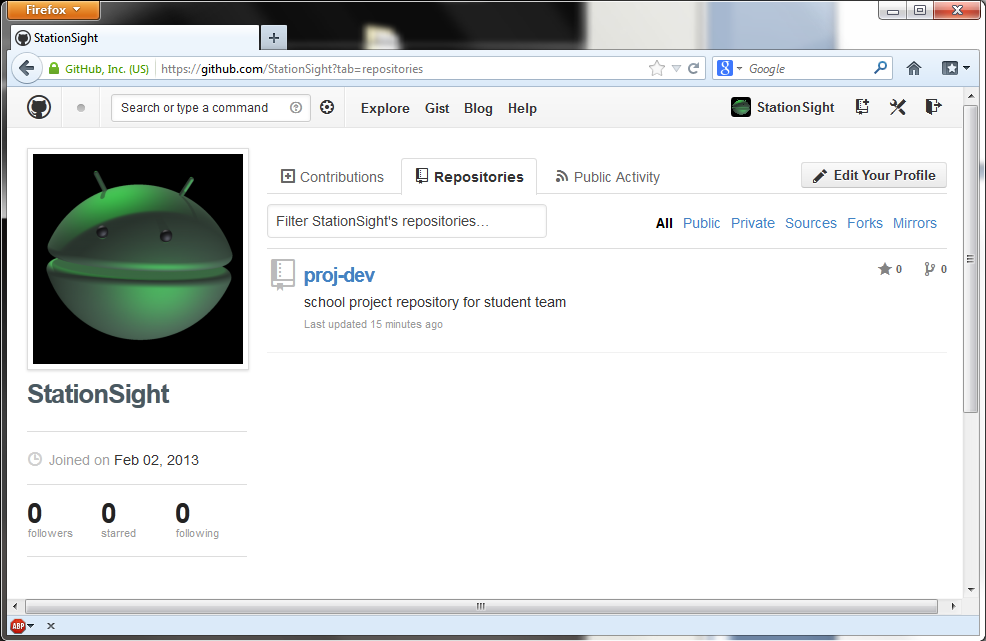 Firefox
StationSight
GitHub, Inc. (US) https://github.com/StationSight?tab=repositories
8 Google
Search or type a command
Explore Gist Blog Help
StationSight
Contributions Repositories Public Activity
Edit Your Profile
Filter StationSight's repositories…
All Public Private Sources Forks Mirrors
proj-dev
0 0
school project repository for student team
Last updated 15 minutes ago
StationSight
Joined on Feb 02, 2013
0 0 0
followers starred following
ABP